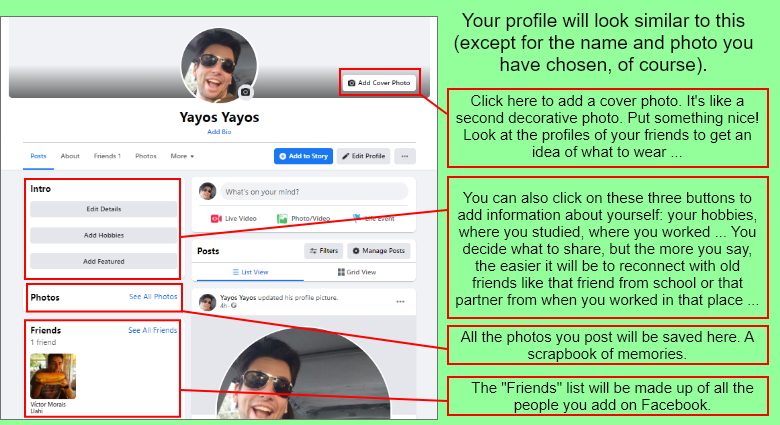 Your profile will look similar to this
(except for the name and photo you
have chosen, of course).
Add Cover Photo
Click here to add a cover photo. It's like a
second decorative photo. Put something nice!
Look at the profiles of your friends to get an
idea of what to wear ...
Yayos Yayos
Add Bio
Posts About Friends 1 Photos More
Add to Story Edit Profile ...
Intro
Edit Details
Add Hobbies
Add Featured
What's on your mind?
Live Video Photo/Video Life Event
You can also click on these three buttons to
add information about yourself: your hobbies,
where you studied, where you worked ... You
decide what to share, but the more you say,
the easier it will be to reconnect with old
friends like that friend from school or that
partner from when you worked in that place ...
Posts Filters Manage Posts
List View Grid View
Photos See All Photos
Yayos Yayos updated his profile picture. ...
4h ·
All the photos you post will be saved here. A
scrapbook of memories.
Friends See All Friends
1 friend
Víctor Morais
The "Friends" list will be made up of all the
people you add on Facebook.